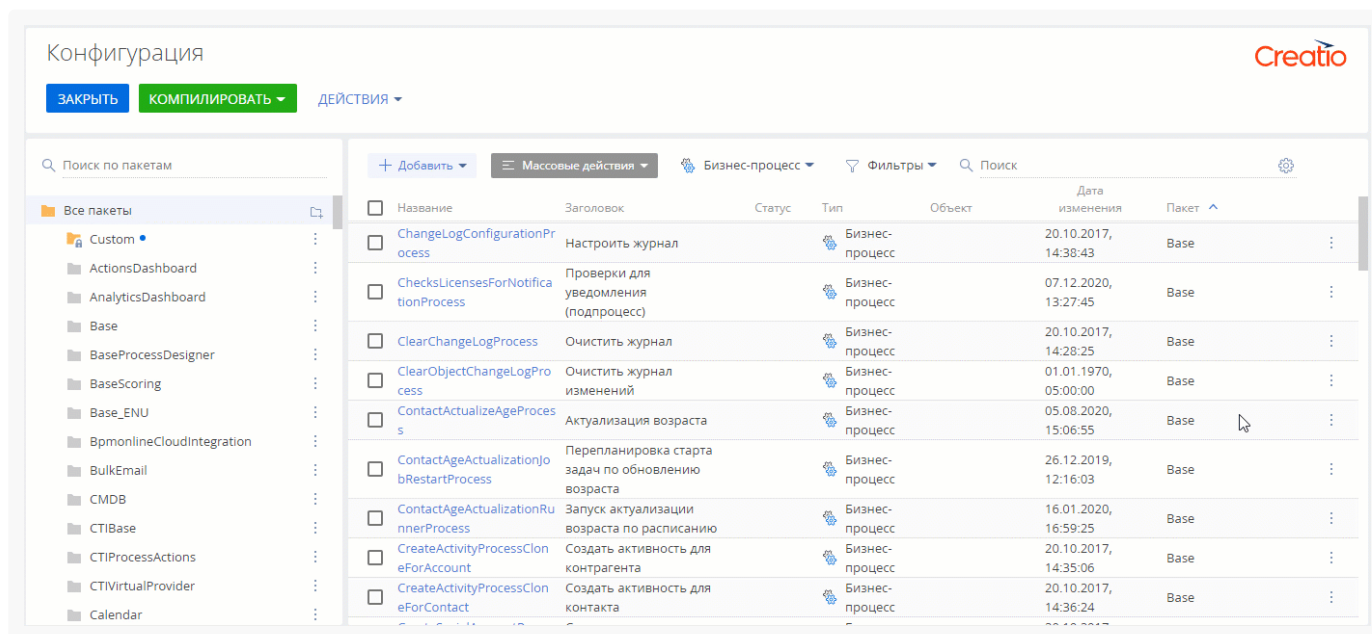 Конфигурация
Creatio
ЗАКРЫТЬ
КОМПИЛИРОВАТЬ
ДЕЙСТВИЯ
Поиск по пакетам
Все пакеты
Custom
ActionsDashboard
AnalyticsDashboard
Base
BaseProcessDesigner
BaseScoring
Base_ENU
BpmonlineCloudIntegration
BulkEmail
CMDB
CTIBase
CTIProcessActions
CTIVirtualProvider
Calendar
Добавить
Массовые действия
Бизнес-процесс
Фильтры
Поиск
Название
Заголовок
Статус
Тип
Объект
Дата
изменения
Пакет
ChangeLogConfigurationPr
ocess
Настроить журнал
Бизнес-
процесс
20.10.2017,
14:38:43
Base
ChecksLicensesForNotifica
tionProcess
Проверки для
уведомления
(подпроцесс)
Бизнес-
процесс
07.12.2020,
13:27:45
Base
ClearChangeLogProcess
Очистить журнал
Бизнес-
процесс
20.10.2017,
14:28:25
Base
ClearObjectChangeLogPro
cess
Очистить журнал
изменений
Бизнес-
процесс
01.01.1970,
05:00:00
Base
ContactActualizeAgeProces
s
Актуализация возраста
Бизнес-
процесс
05.08.2020,
15:06:55
Base
ContactAgeActualizationJo
bRestartProcess
Перепланировка старта
задач по обновлению
возраста
Бизнес-
процесс
26.12.2019,
12:16:03
Base
ContactAgeActualizationRu
nnerProcess
Запуск актуализации
возраста по расписанию
Бизнес-
процесс
16.01.2020,
16:59:25
Base
CreateActivityProcessClon
eForAccount
Создать активность для
контрагента
Бизнес-
процесс
20.10.2017,
14:35:06
Base
CreateActivityProcessClon
eForContact
Создать активность для
контакта
Бизнес-
процесс
20.10.2017,
14:36:24
Base